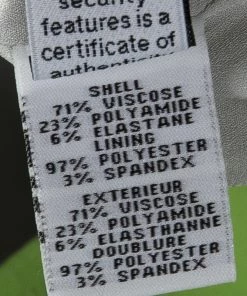 security
features is a
certificate of
authenticity
SHELL
71% VISCOSE
23% POLYAMIDE
6% ELASTANE
LINING
97% POLYESTER
3% SPANDEX
EXTERIEUR
71% VISCOSE
23% POLYAMIDE
6% ELASTHANNE
DOUBLURE
97% POLYESTER
3% SPANDEX